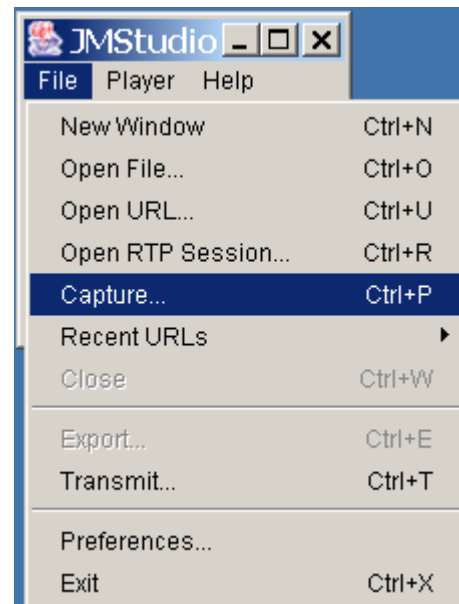 JMStudio
File Player Help
New Window Ctrl+N
Open File... Ctrl+O
Open URL... Ctrl+U
Open RTP Session... Ctrl+R
Capture... Ctrl+P
Recent URLs
Close Ctrl+W
Export... Ctrl+E
Transmit... Ctrl+T
Preferences...
Exit Ctrl+X